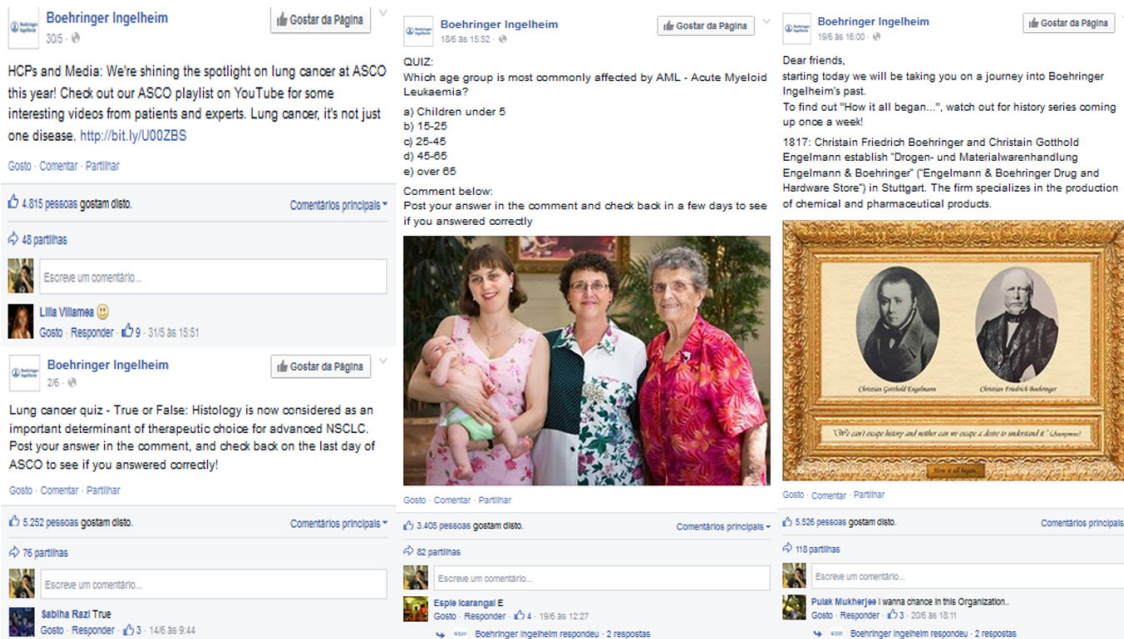 Boehringer Ingelheim
30/5 ·
Gostar da Página
HCPs and Media: We're shining the spotlight on lung cancer at ASCO
this year! Check out our ASCO playlist on YouTube for some
interesting videos from patients and experts. Lung cancer, it's not just
one disease. http://bit.ly/U00ZBS
Gosto · Comentar · Partilhar
4.815 pessoas gostam disto.
Comentários principais
48 partilhas
Escreve um comentário...
Lilia Villamea
Gosto · Responder · 9 · 31/5 às 15:51
Boehringer Ingelheim
2/6 ·
Gostar da Página
Lung cancer quiz - True or False: Histology is now considered as an
important determinant of therapeutic choice for advanced NSCLC.
Post your answer in the comment, and check back on the last day of
ASCO to see if you answered correctly!
Gosto · Comentar · Partilhar
5.252 pessoas gostam disto.
Comentários principais
76 partilhas
Escreve um comentário...
Sabiha Razi True
Gosto · Responder · 3 · 14/6 às 9:44
Boehringer Ingelheim
18/6 às 15:52 ·
Gostar da Página
QUIZ:
Which age group is most commonly affected by AML - Acute Myeloid
Leukaemia?
a) Children under 5
b) 15-25
c) 25-45
d) 45-65
e) over 65
Comment below:
Post your answer in the comment and check back in a few days to see
if you answered correctly
Gosto · Comentar · Partilhar
3.405 pessoas gostam disto.
Comentários principais
82 partilhas
Escreve um comentário...
Espie Icarangal E
Gosto · Responder · 4 · 19/6 às 12:27
Boehringer Ingelheim respondeu · 2 respostas
Boehringer Ingelheim
19/6 às 16:00 ·
Gostar da Página
Dear friends,
starting today we will be taking you on a journey into Boehringer
Ingelheim's past.
To find out "How it all began...", watch out for history series coming
up once a week!
1817: Christain Friedrich Boehringer and Christain Gotthold
Engelmann establish "Drogen- und Materialwarenhandlung
Engelmann & Boehringer" ("Engelmann & Boehringer Drug and
Hardware Store") in Stuttgart. The firm specializes in the production
of chemical and pharmaceutical products.
Christian Gotthold Engelmann
Christian Friedrich Boehringer
"We can't escape history and neither can we escape a desire to understand it" (Anonymous)
How it all began...
Gosto · Comentar · Partilhar
5.526 pessoas gostam disto.
Comentários principais
118 partilhas
Escreve um comentário...
Pulak Mukherjee I wanna chance in this Organization..
Gosto · Responder · 3 · 20/6 às 18:11
Boehringer Ingelheim respondeu · 2 respostas